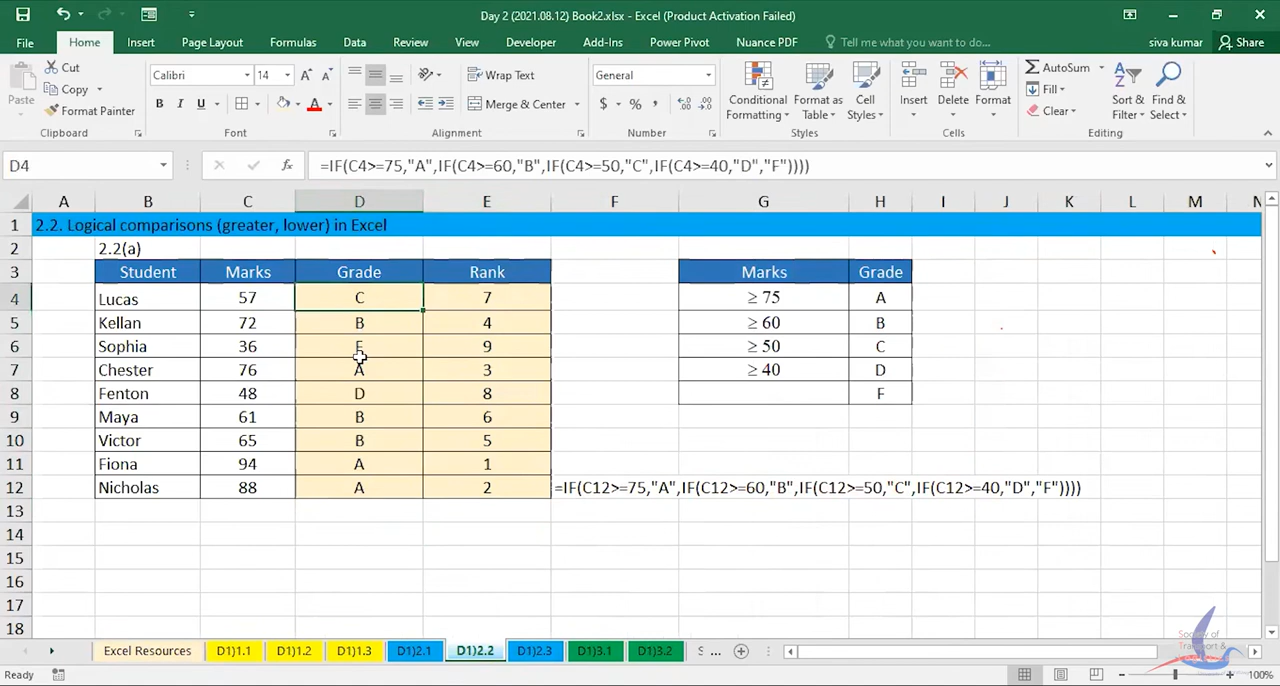 Day 2 (2021.08.12) Book2.xlsx - Excel (Product Activation Failed)
File Home Insert Page Layout Formulas Data Review View Developer Add-Ins Power Pivot Nuance PDF Tell me what you want to do... siva kumar Share
Paste Cut Copy Format Painter
Calibri 14 B I U
Wrap Text
Merge & Center
General
$ % ,
Conditional Formatting
Format as Table
Cell Styles
Insert Delete Format
AutoSum
Fill
Clear
Sort & Filter
Find & Select
Clipboard Font Alignment Number Styles Cells Editing
D4 fx =IF(C4>=75,"A",IF(C4>=60,"B",IF(C4>=50,"C",IF(C4>=40,"D","F"))))
A B C D E F G H I J K L M N
1 2.2. Logical comparisons (greater, lower) in Excel
2 2.2(a)
3 Student Marks Grade Rank Marks Grade
4 Lucas 57 C 7 ≥ 75 A
5 Kellan 72 B 4 ≥ 60 B
6 Sophia 36 F 9 ≥ 50 C
7 Chester 76 A 3 ≥ 40 D
8 Fenton 48 D 8 F
9 Maya 61 B 6
10 Victor 65 B 5
11 Fiona 94 A 1
12 Nicholas 88 A 2 =IF(C12>=75,"A",IF(C12>=60,"B",IF(C12>=50,"C",IF(C12>=40,"D","F"))))
13
14
15
16
17
18
Excel Resources D1)1.1 D1)1.2 D1)1.3 D1)2.1 D1)2.2 D1)2.3 D1)3.1 D1)3.2 S ...
Society of
Transport &
Ready 100%